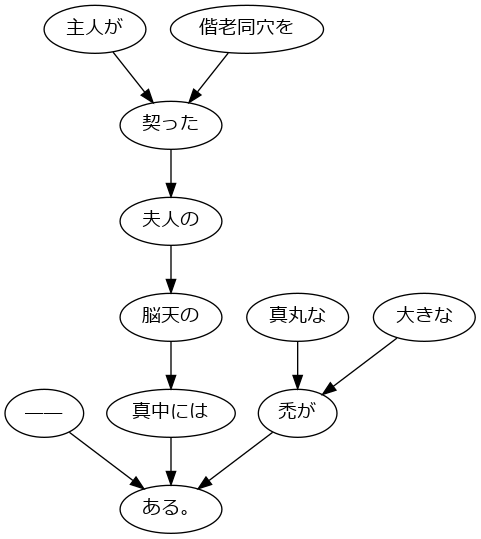 主人が 偕老同穴を
契った
夫人の
脳天の 真丸な 大きな
―― 真中には 禿が
ある。